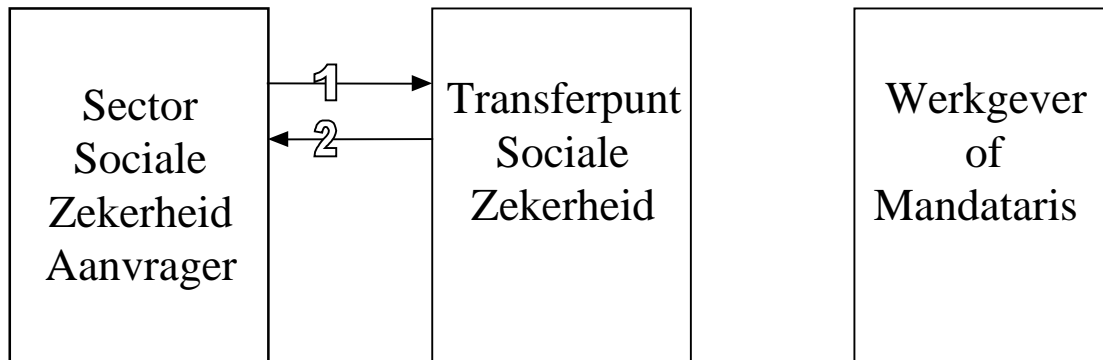 Sector
Sociale
Zekerheid
Aanvrager
1
2
Transferpunt
Sociale
Zekerheid
Werkgever
of
Mandataris